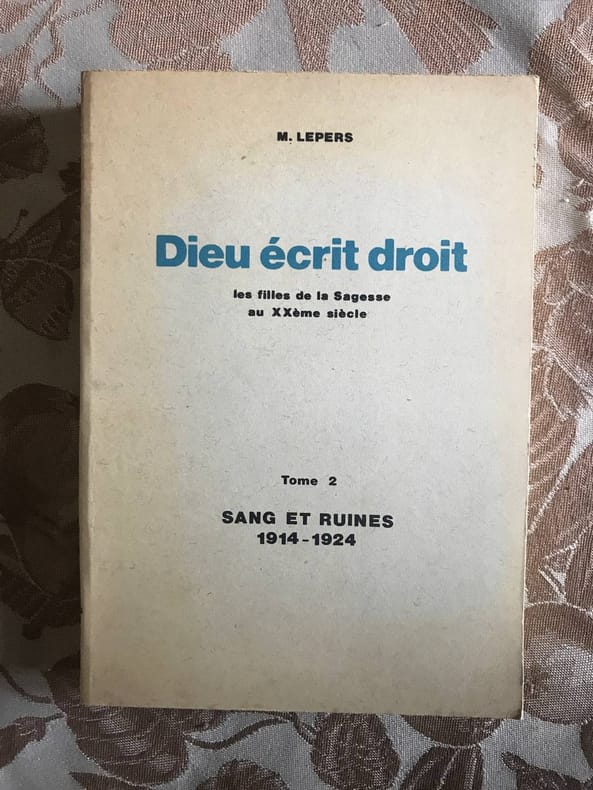 M. LEPERS
Dieu écrit droit
les filles de la Sagesse
au XXème siècle
Tome 2
SANG ET RUINES
1914-1924